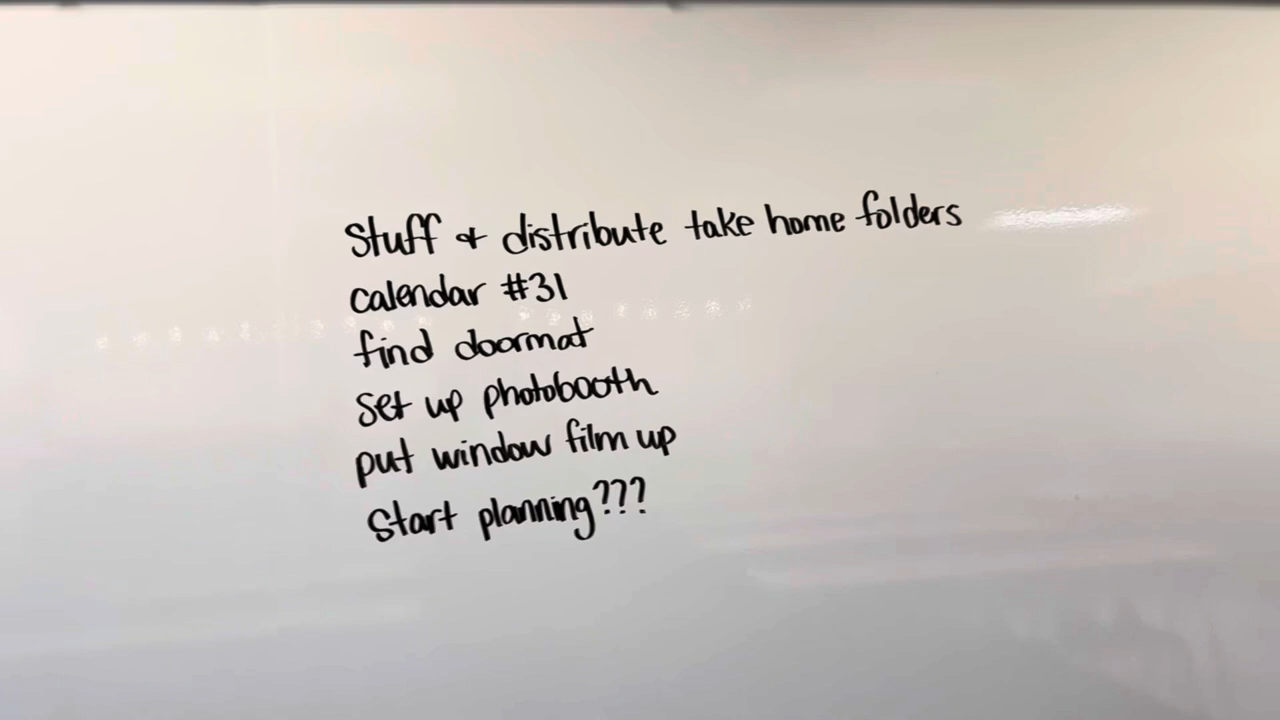 Stuff & distribute take home folders
calendar #31
find doormat
set up photobooth
put window film up
Start planning???